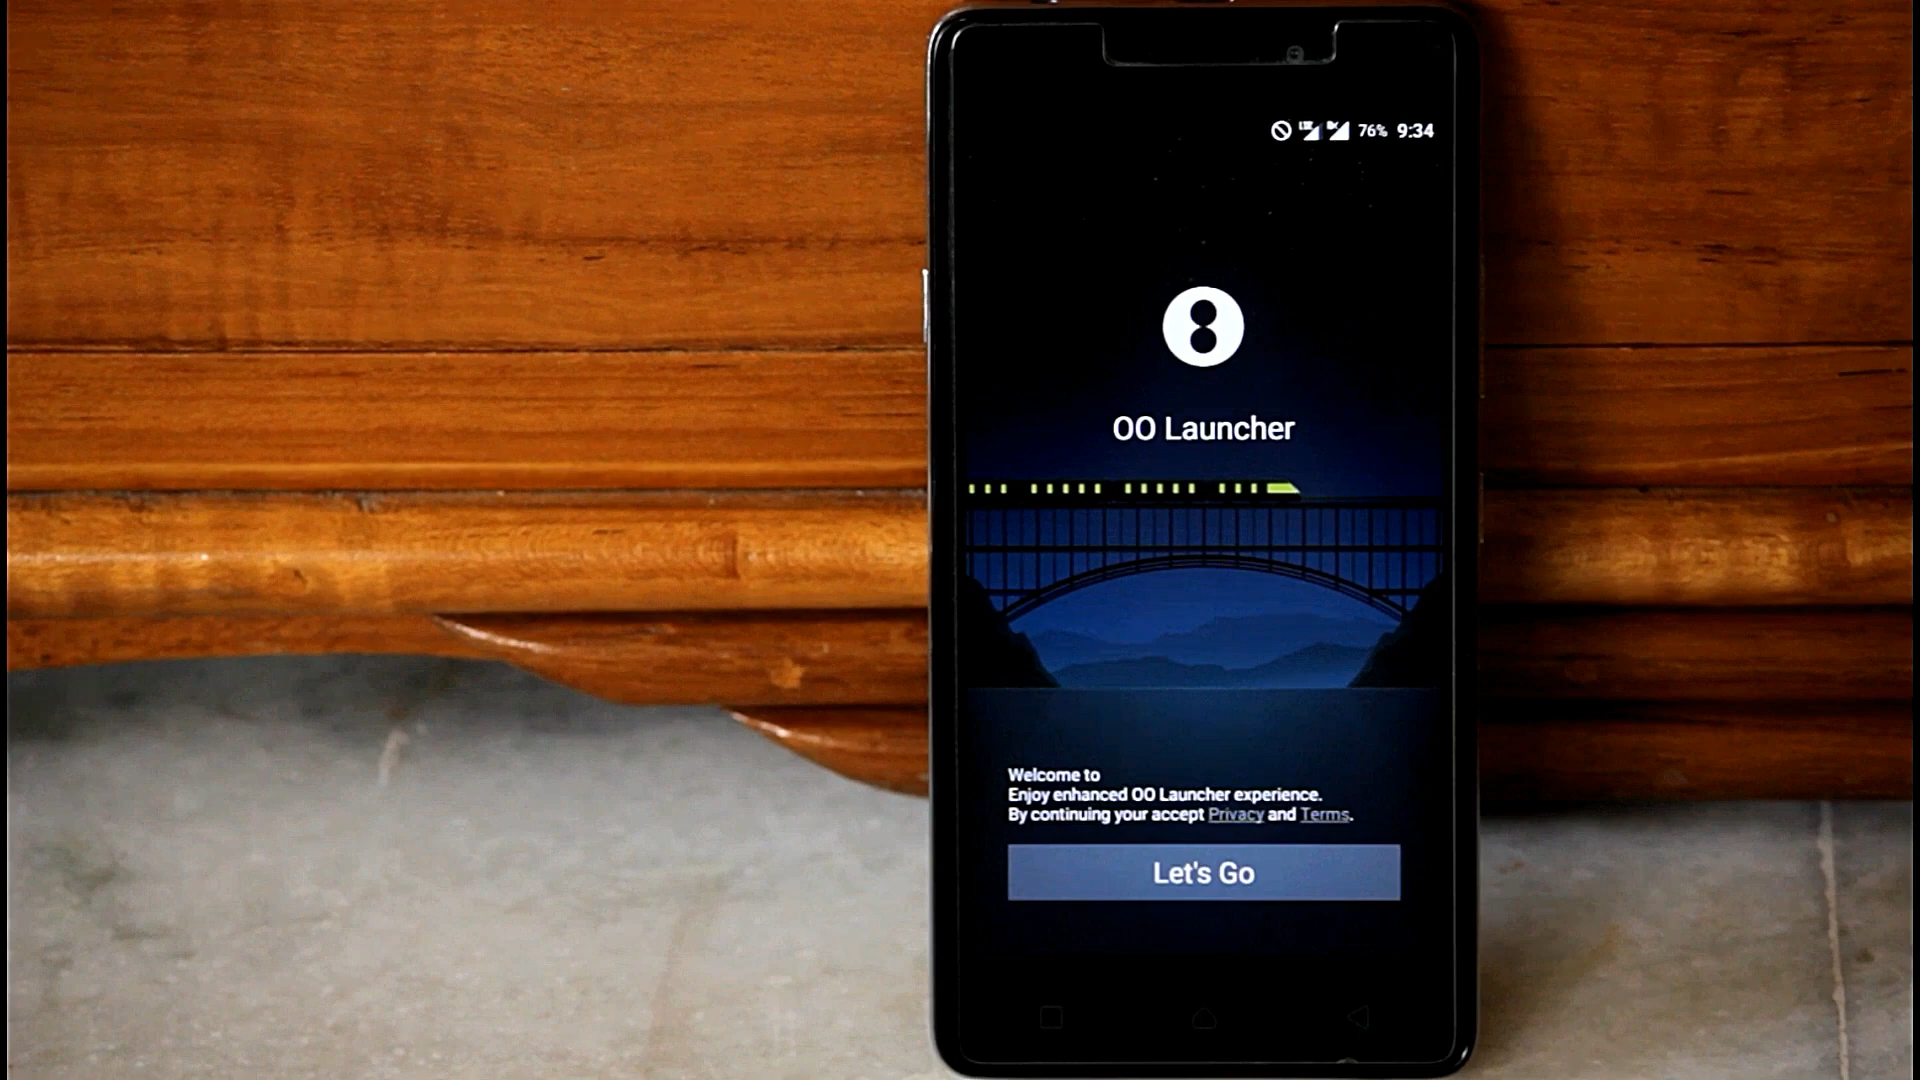 76% 9:34
OO Launcher
Welcome to
Enjoy enhanced OO Launcher experience.
By continuing your accept Privacy and Terms.
Let's Go